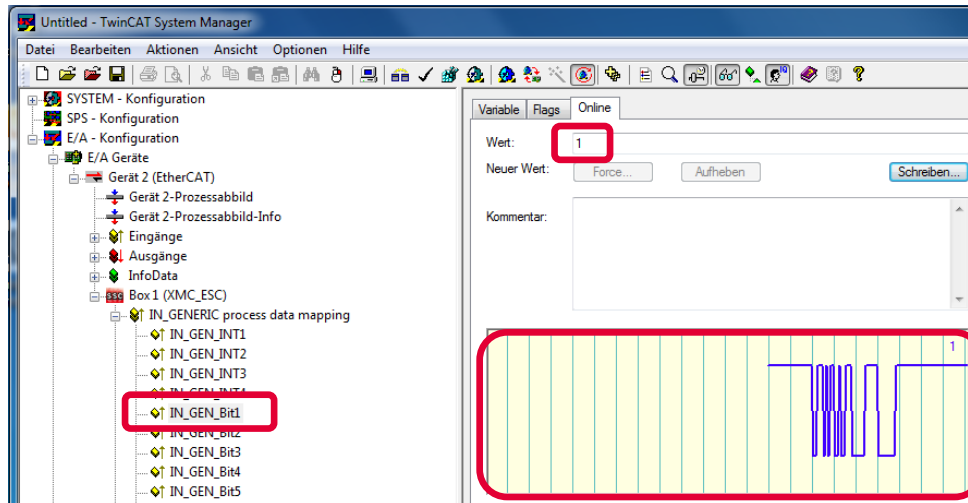 Untitled - TwinCAT System Manager
Datei Bearbeiten Aktionen Ansicht Optionen Hilfe
SYSTEM - Konfiguration
SPS - Konfiguration
E/A - Konfiguration
E/A Geräte
Gerät 2 (EtherCAT)
Gerät 2-Prozessabbild
Gerät 2-Prozessabbild-Info
Eingänge
Ausgänge
InfoData
Box 1 (XMC_ESC)
IN_GENERIC process data mapping
IN_GEN_INT1
IN_GEN_INT2
IN_GEN_INT3
IN_GEN_INT4
IN_GEN_Bit1
IN_GEN_Bit2
IN_GEN_Bit3
IN_GEN_Bit4
IN_GEN_Bit5
Variable Flags Online
Wert: 1
Neuer Wert: Force... Aufheben Schreiben...
Kommentar:
1